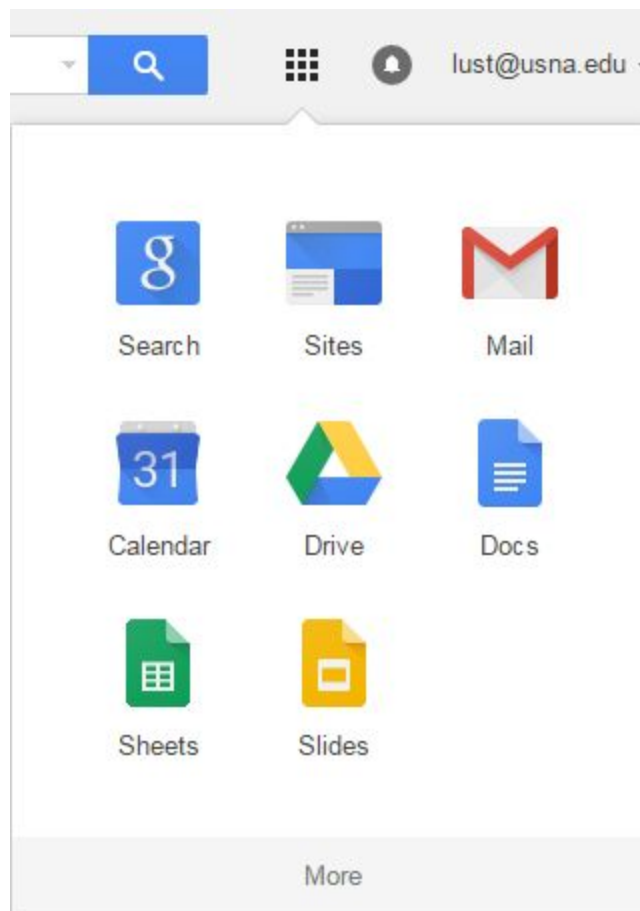 lust@usna.edu
g
Search Sites Mail
31
Calendar Drive Docs
Sheets Slides
More